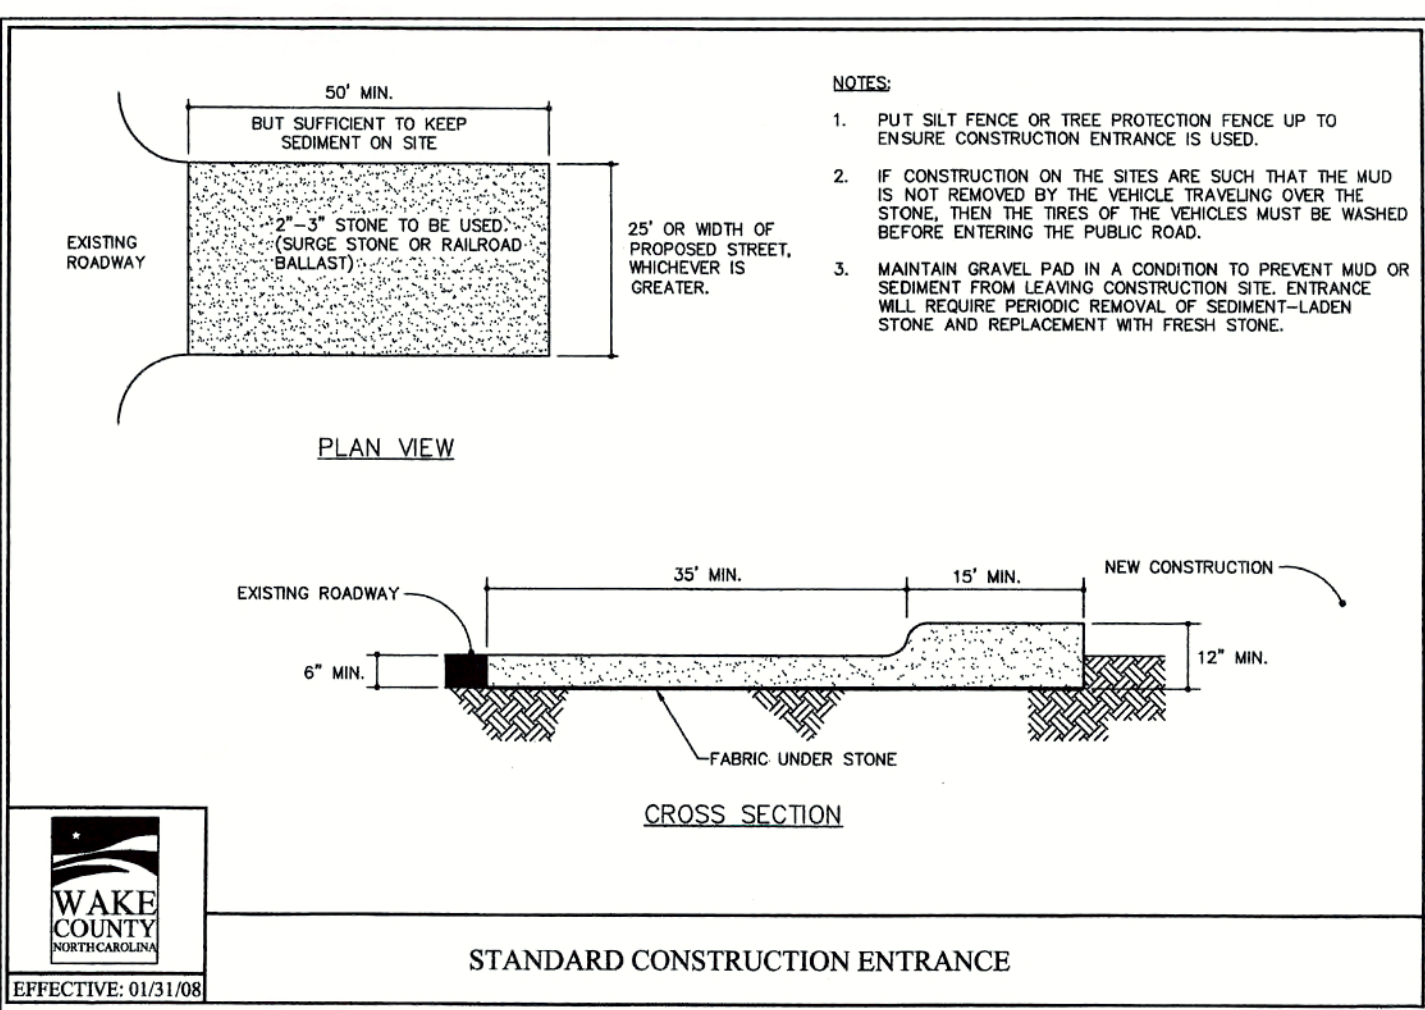 50' MIN.
BUT SUFFICIENT TO KEEP
SEDIMENT ON SITE
2"-3" STONE TO BE USED.
(SURGE STONE OR RAILROAD
BALLAST)
EXISTING
ROADWAY
25' OR WIDTH OF
PROPOSED STREET,
WHICHEVER IS
GREATER.
PLAN VIEW
NOTES:
1. PUT SILT FENCE OR TREE PROTECTION FENCE UP TO
ENSURE CONSTRUCTION ENTRANCE IS USED.
2. IF CONSTRUCTION ON THE SITES ARE SUCH THAT THE MUD
IS NOT REMOVED BY THE VEHICLE TRAVELING OVER THE
STONE, THEN THE TIRES OF THE VEHICLES MUST BE WASHED
BEFORE ENTERING THE PUBLIC ROAD.
3. MAINTAIN GRAVEL PAD IN A CONDITION TO PREVENT MUD OR
SEDIMENT FROM LEAVING CONSTRUCTION SITE. ENTRANCE
WILL REQUIRE PERIODIC REMOVAL OF SEDIMENT-LADEN
STONE AND REPLACEMENT WITH FRESH STONE.
35' MIN.
15' MIN.
NEW CONSTRUCTION
EXISTING ROADWAY
6" MIN.
12" MIN.
FABRIC UNDER STONE
CROSS SECTION
WAKE
COUNTY
NORTH CAROLINA
EFFECTIVE: 01/31/08
STANDARD CONSTRUCTION ENTRANCE